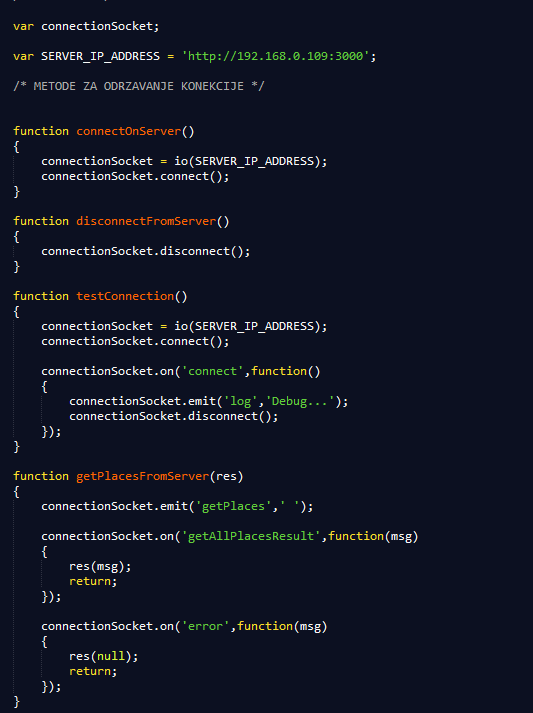 var connectionSocket;
var SERVER_IP_ADDRESS = 'http://192.168.0.109:3000';
/* METODE ZA ODRZAVANJE KONEKCIJE */
function connectOnServer()
{
    connectionSocket = io(SERVER_IP_ADDRESS);
    connectionSocket.connect();
}
function disconnectFromServer()
{
    connectionSocket.disconnect();
}
function testConnection()
{
    connectionSocket = io(SERVER_IP_ADDRESS);
    connectionSocket.connect();
    connectionSocket.on('connect',function()
    {
        connectionSocket.emit('log','Debug...');
        connectionSocket.disconnect();
    });
}
function getPlacesFromServer(res)
{
    connectionSocket.emit('getPlaces',' ');
    connectionSocket.on('getAllPlacesResult',function(msg)
    {
        res(msg);
        return;
    });
    connectionSocket.on('error',function(msg)
    {
        res(null);
        return;
    });
}